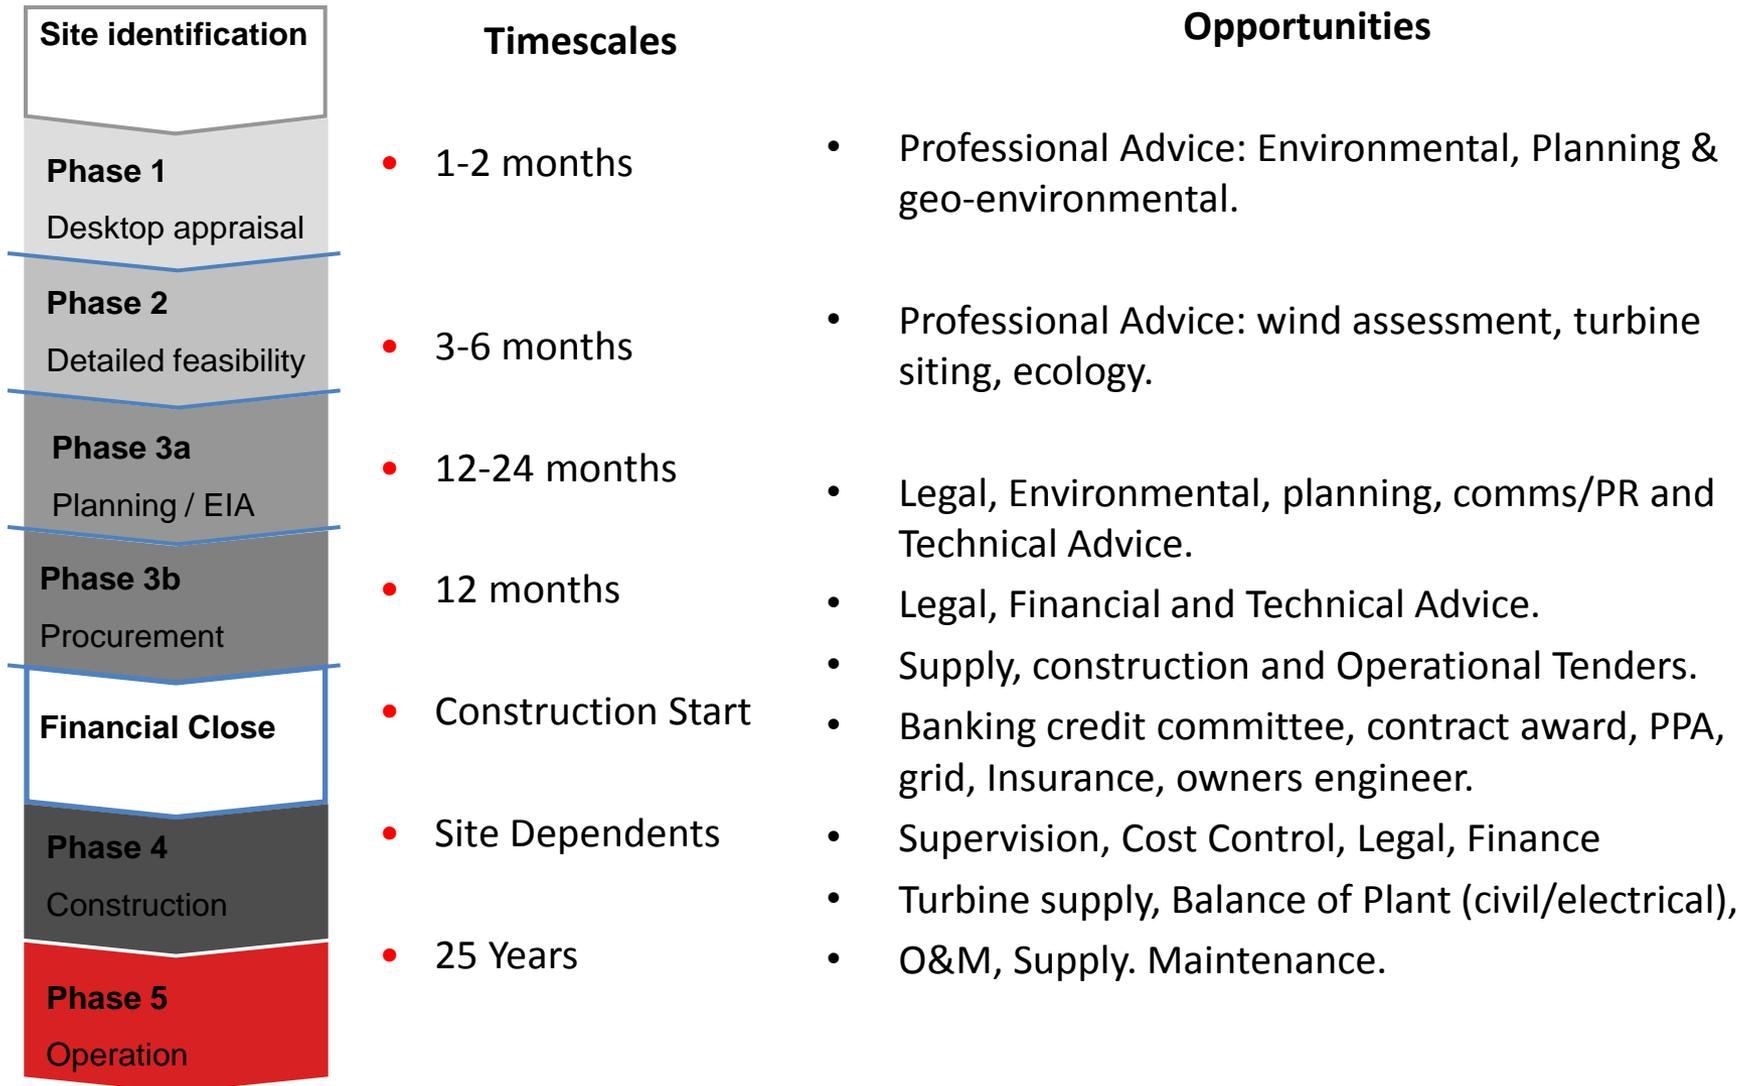 Site identification
Phase 1
Desktop appraisal
Phase 2
Detailed feasibility
Phase 3a
Planning / EIA
Phase 3b
Procurement
Financial Close
Phase 4
Construction
Phase 5
Operation
Timescales
• 1-2 months
• 3-6 months
• 12-24 months
• 12 months
• Construction Start
• Site Dependents
• 25 Years
Opportunities
• Professional Advice: Environmental, Planning &
geo-environmental.
• Professional Advice: wind assessment, turbine
siting, ecology.
• Legal, Environmental, planning, comms/PR and
Technical Advice.
• Legal, Financial and Technical Advice.
• Supply, construction and Operational Tenders.
• Banking credit committee, contract award, PPA,
grid, Insurance, owners engineer.
• Supervision, Cost Control, Legal, Finance
• Turbine supply, Balance of Plant (civil/electrical),
• O&M, Supply. Maintenance.